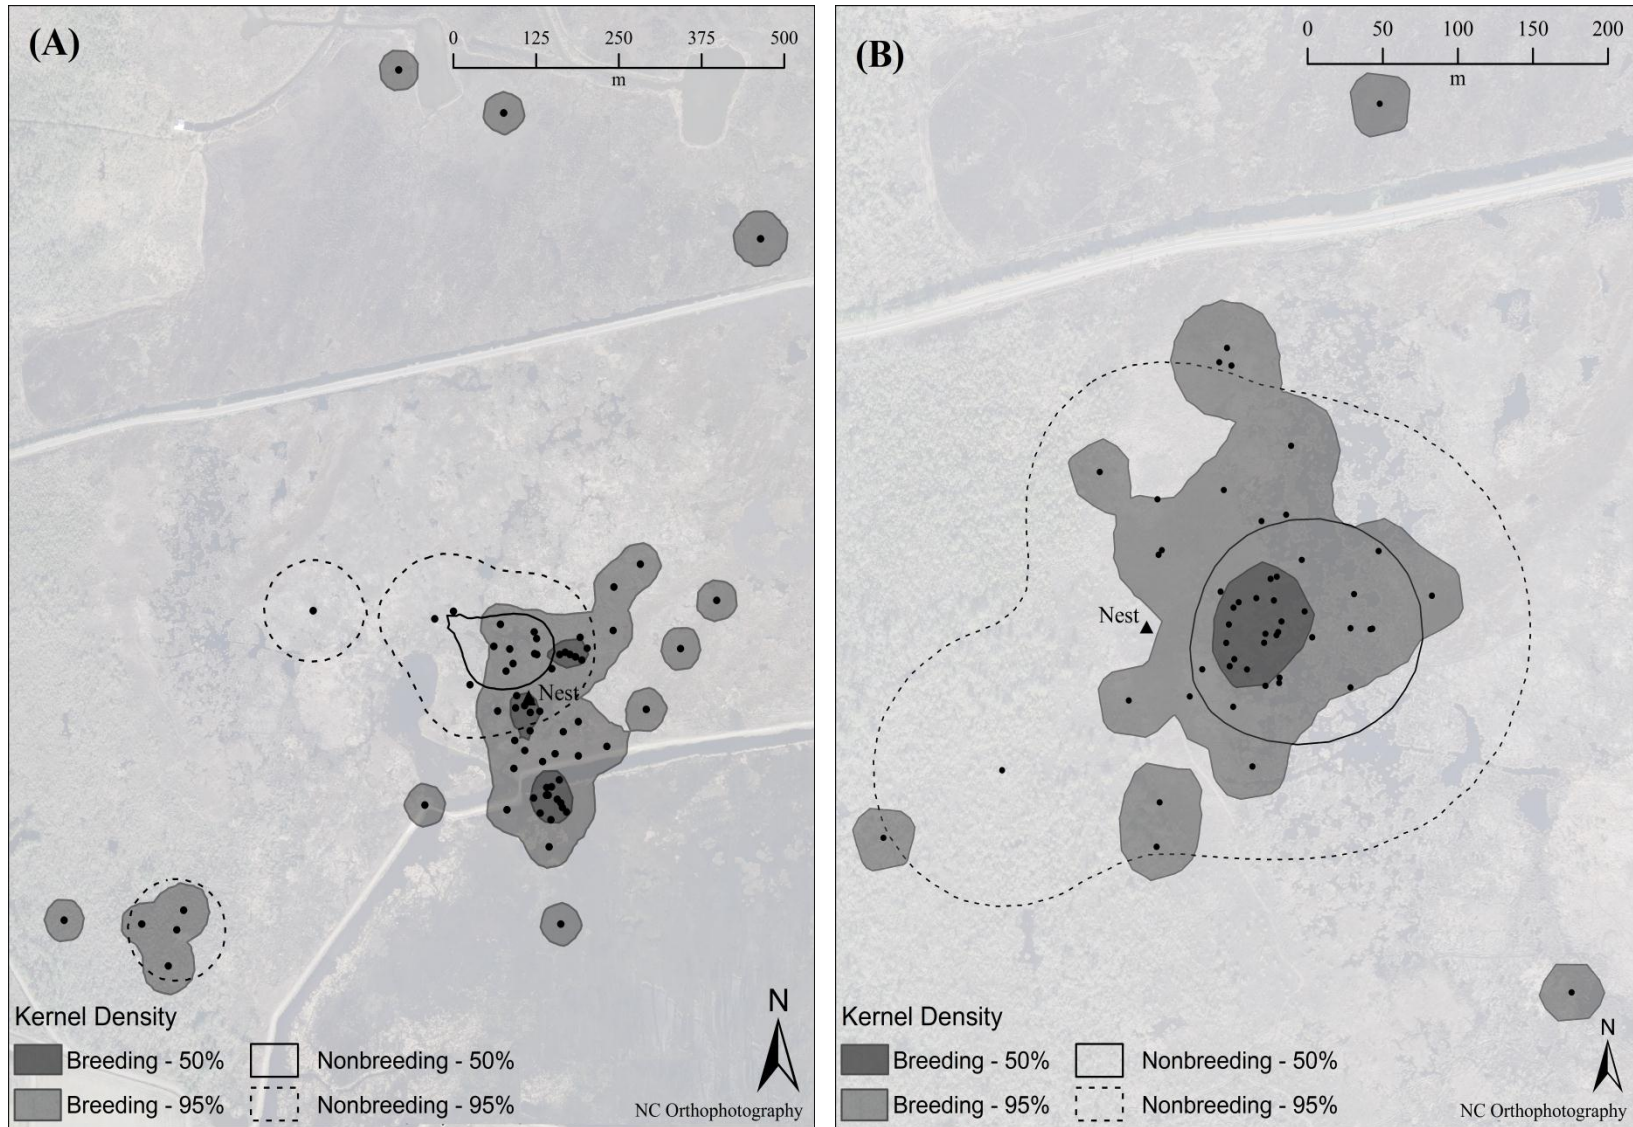 (A)
0 125 250 375 500
m
Nest
Kernel Density
Breeding - 50%
Nonbreeding - 50%
Breeding - 95%
Nonbreeding - 95%
N
NC Orthophotography
(B)
0 50 100 150 200
m
Nest
Kernel Density
Breeding - 50%
Nonbreeding - 50%
Breeding - 95%
Nonbreeding - 95%
N
NC Orthophotography